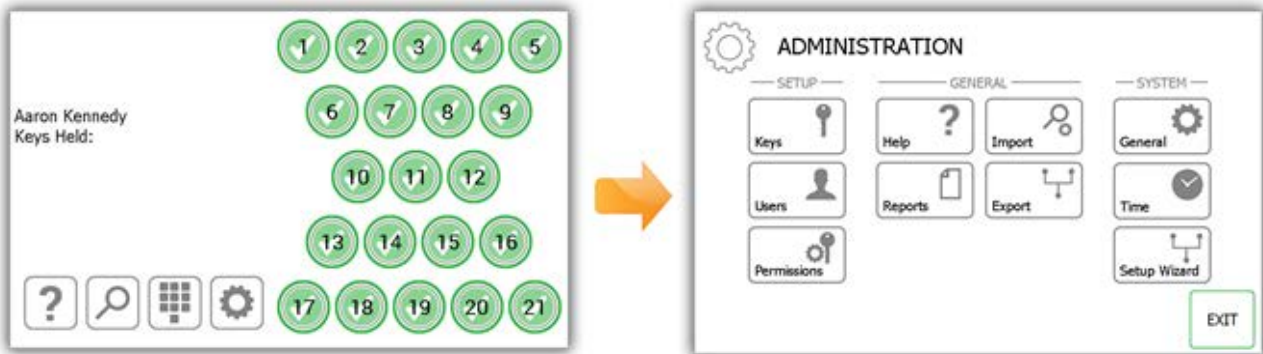 1 2 3 4 5
6 7 8 9
Aaron Kennedy
Keys Held:
10 11 12
13 14 15 16
?
17 18 19 20 21
ADMINISTRATION
SETUP
Keys
Users
Permissions
GENERAL
? 
Help
Import
Reports
Export
SYSTEM
General
Time
Setup Wizard
EXIT